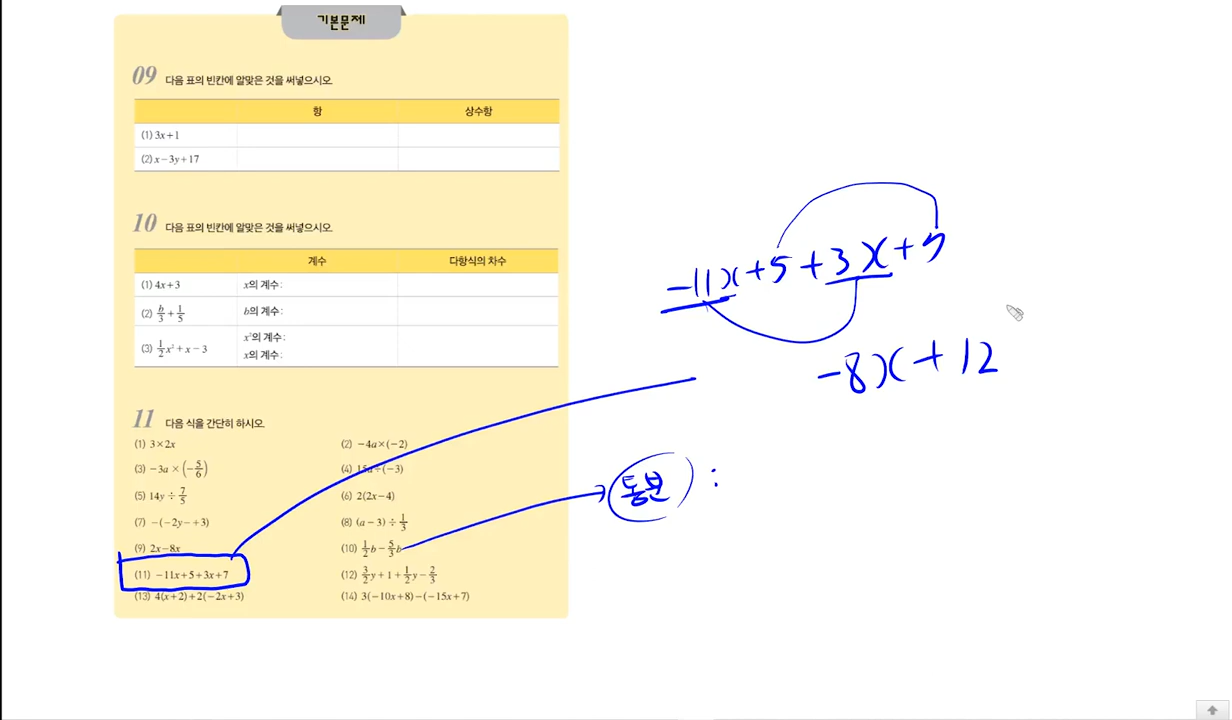 기본문제
09 다음 표의 빈칸에 알맞은 것을 써넣으시오.
항 상수항
(1) 3x+1
(2) x-3y+17
10 다음 표의 빈칸에 알맞은 것을 써넣으시오.
계수 다항식의 차수
(1) 4x+3 x의 계수:
(2) b/3+1/5 b의 계수:
(3) 1/2x²+x-3 x²의 계수:
x의 계수:
11 다음 식을 간단히 하시오.
(1) 3×2x (2) -4a×(-2)
(3) -3a×(-5/6) (4) 15a÷(-3)
(5) 14y÷7/5 (6) 2(2x-4)
(7) -(-2y-+3) (8) (a-3)÷1/3
(9) 2x-8x (10) 1/2b-5/3b
(11) -11x+5+3x+7 (12) 3/2y+1+1/2y-2/3
(13) 4(x+2)+2(-2x+3) (14) 3(-10x+8)-(-15x+7)
-11x+5+3x+7
-8x+12
통분 :